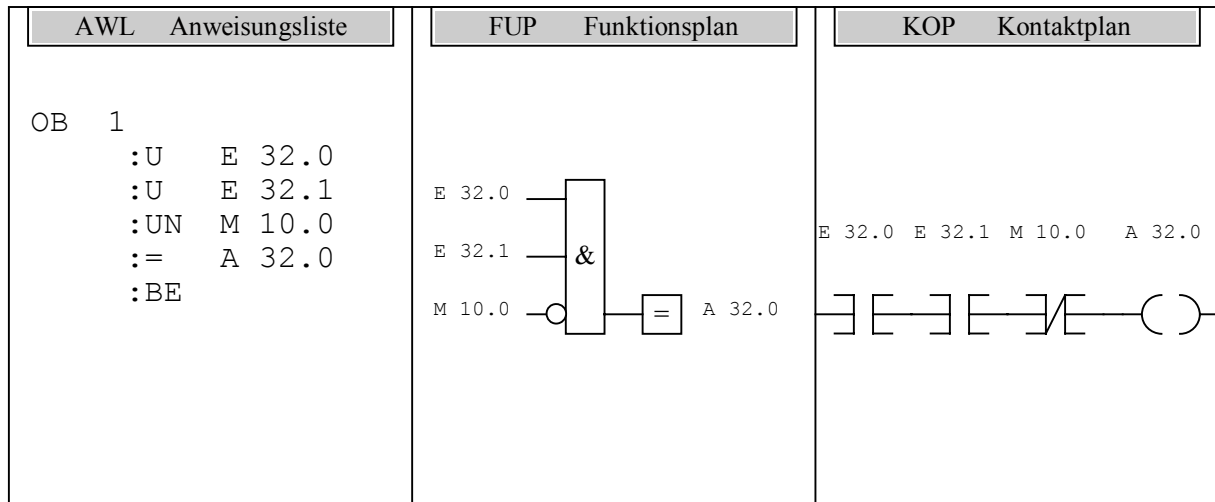 AWL Anweisungsliste
OB 1
:U E 32.0
:U E 32.1
:UN M 10.0
:= A 32.0
:BE
FUP Funktionsplan
E 32.0
E 32.1
&
M 10.0
= A 32.0
KOP Kontaktplan
E 32.0 E 32.1 M 10.0 A 32.0